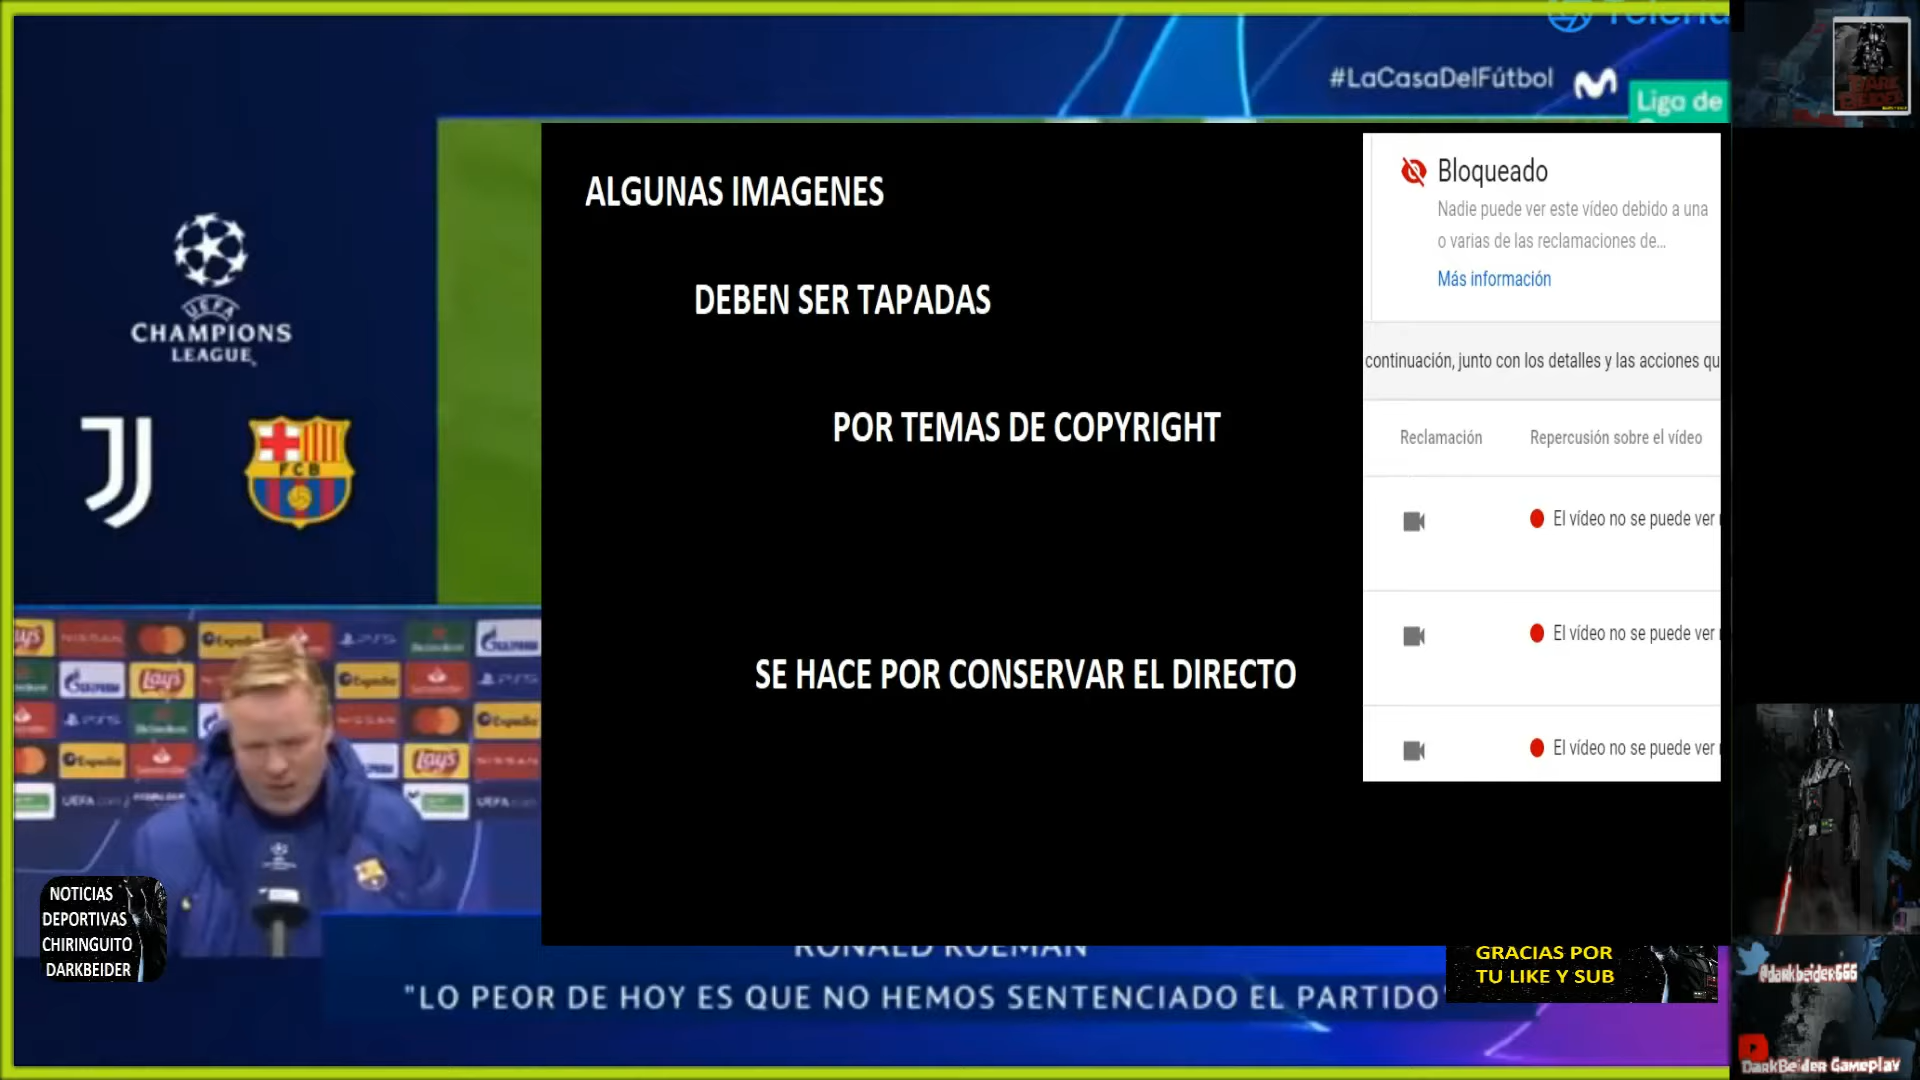 #LaCasaDelFútbol
Liga de
ALGUNAS IMAGENES
DEBEN SER TAPADAS
POR TEMAS DE COPYRIGHT
SE HACE POR CONSERVAR EL DIRECTO
Bloqueado
Nadie puede ver este vídeo debido a una
o varias de las reclamaciones de...
Más información
continuación, junto con los detalles y las acciones qu
Reclamación Repercusión sobre el vídeo
El vídeo no se puede ver
El vídeo no se puede ver
El vídeo no se puede ver
UEFA
CHAMPIONS
LEAGUE
FCB
Lay's
NOTICIAS
DEPORTIVAS
CHIRINGUITO
DARKBEIDER
RONALD KOEMAN
"LO PEOR DE HOY ES QUE NO HEMOS SENTENCIADO EL PARTIDO"
GRACIAS POR
TU LIKE Y SUB
@darkbeider666
DarkBeider Gameplay